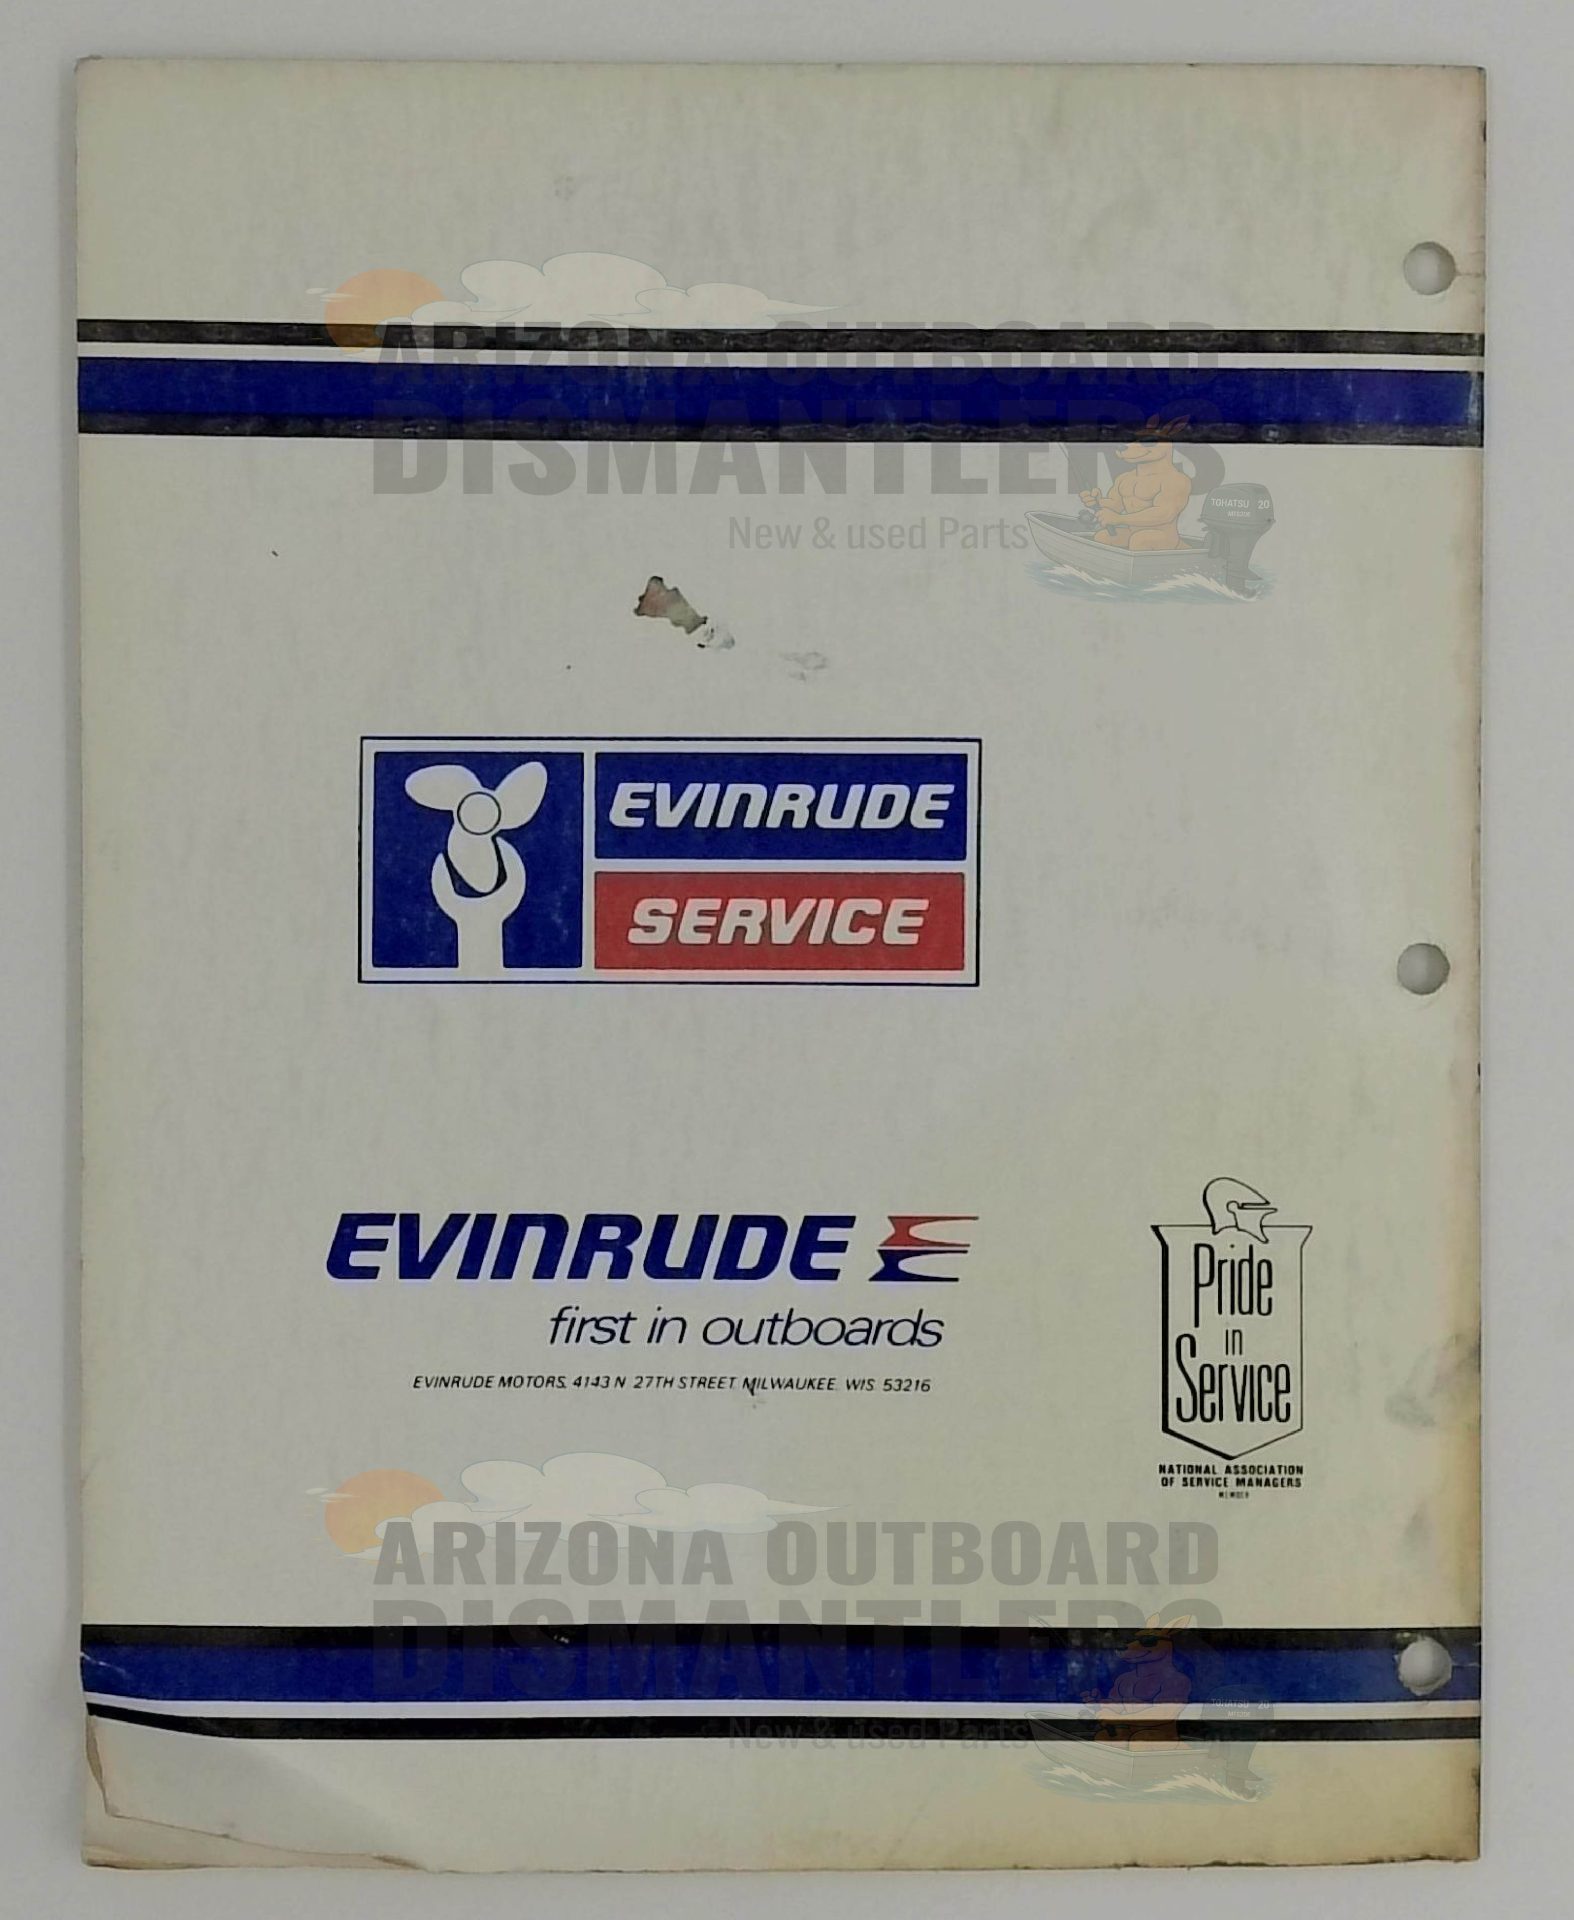 ARIZONA OUTBOARD
DISMANTLERS
New & used Parts
TOHATSU 20
EVINRUDE
SERVICE
EVINRUDE
first in outboards
EVINRUDE MOTORS, 4143 N 27TH STREET MILWAUKEE, WIS 53216
Pride
in
Service
NATIONAL ASSOCIATION
OF SERVICE MANAGERS
MEMBER
ARIZONA OUTBOARD
DISMANTLERS
New & used Parts
TOHATSU 20